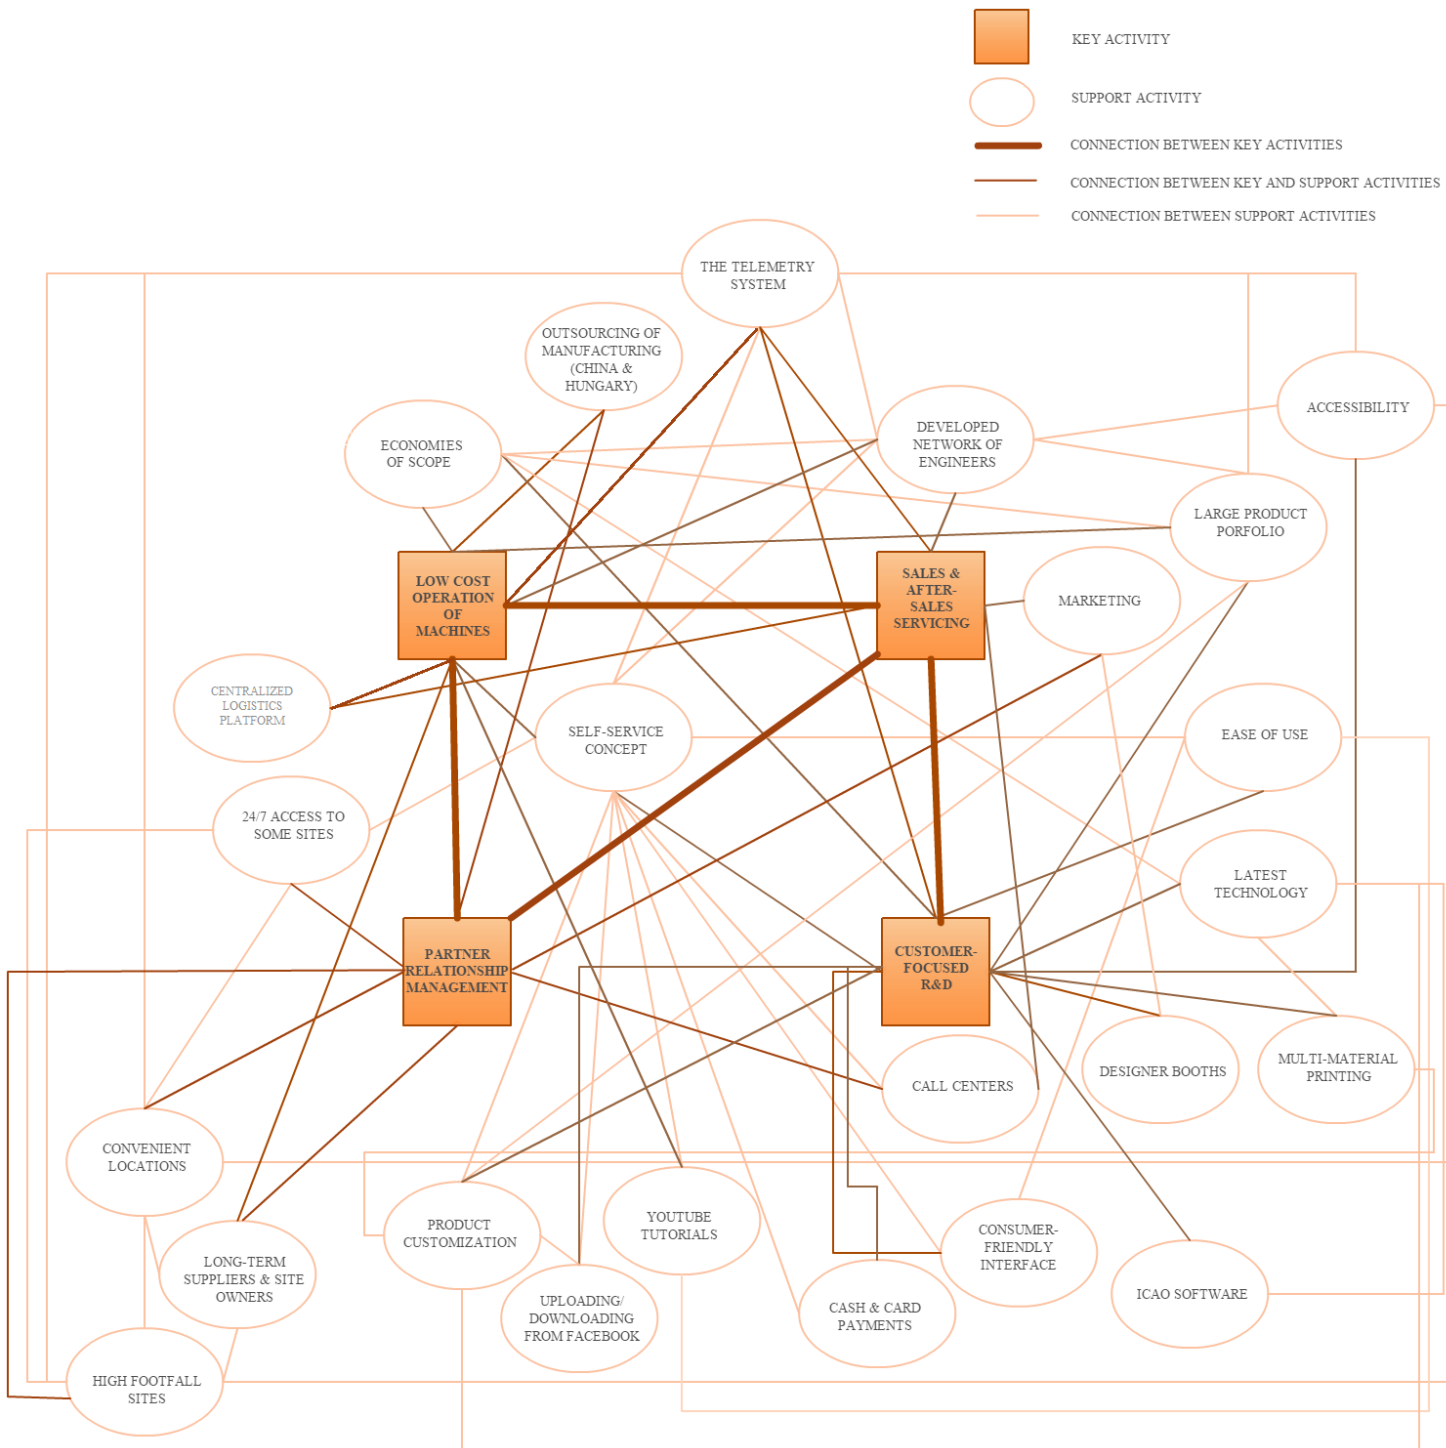 KEY ACTIVITY
SUPPORT ACTIVITY
CONNECTION BETWEEN KEY ACTIVITIES
CONNECTION BETWEEN KEY AND SUPPORT ACTIVITIES
CONNECTION BETWEEN SUPPORT ACTIVITIES
THE TELEMETRY
SYSTEM
OUTSOURCING OF
MANUFACTURING
(CHINA &
HUNGARY)
ECONOMIES
OF SCOPE
DEVELOPED
NETWORK OF
ENGINEERS
ACCESSIBILITY
LARGE PRODUCT
PORFOLIO
LOW COST
OPERATION
OF
MACHINES
SALES &
AFTER-
SALES
SERVICING
MARKETING
CENTRALIZED
LOGISTICS
PLATFORM
SELF-SERVICE
CONCEPT
EASE OF USE
24/7 ACCESS TO
SOME SITES
LATEST
TECHNOLOGY
PARTNER
RELATIONSHIP
MANAGEMENT
CUSTOMER-
FOCUSED
R&D
CALL CENTERS
DESIGNER BOOTHS
MULTI-MATERIAL
PRINTING
CONVENIENT
LOCATIONS
LONG-TERM
SUPPLIERS & SITE
OWNERS
PRODUCT
CUSTOMIZATION
YOUTUBE
TUTORIALS
CONSUMER-
FRIENDLY
INTERFACE
UPLOADING/
DOWNLOADING
FROM FACEBOOK
CASH & CARD
PAYMENTS
ICAO SOFTWARE
HIGH FOOTFALL
SITES